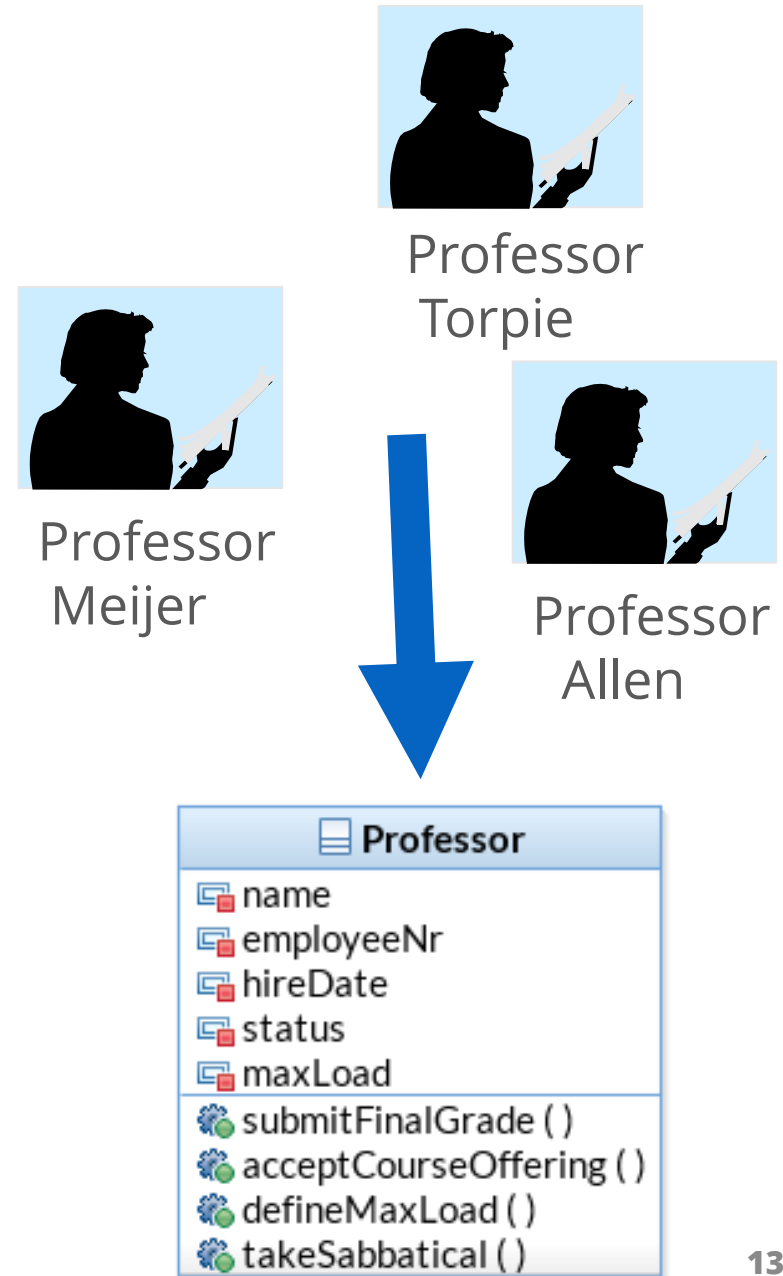 Professor
Torpie
Professor
Meijer
Professor
Allen
Professor
name
employeeNr
hireDate
status
maxLoad
submitFinalGrade ( )
acceptCourseOffering ( )
defineMaxLoad ( )
takeSabbatical ( )
13